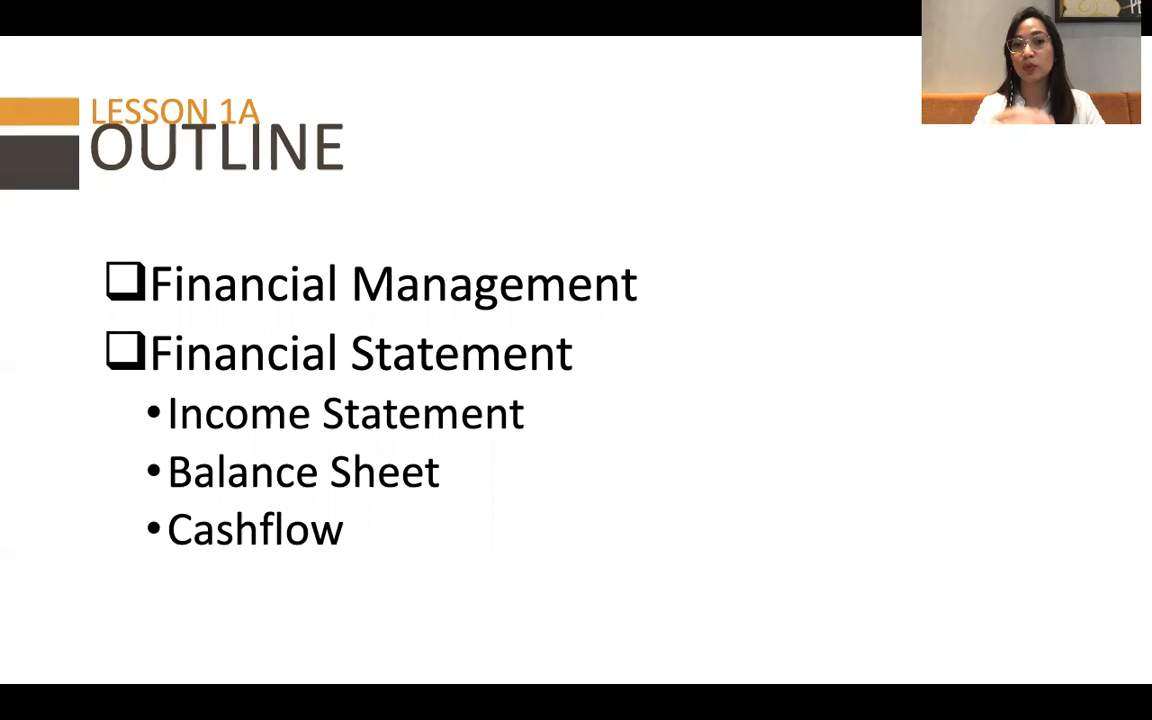 LESSON 1A
OUTLINE
❑Financial Management
❑Financial Statement
•Income Statement
•Balance Sheet
•Cashflow